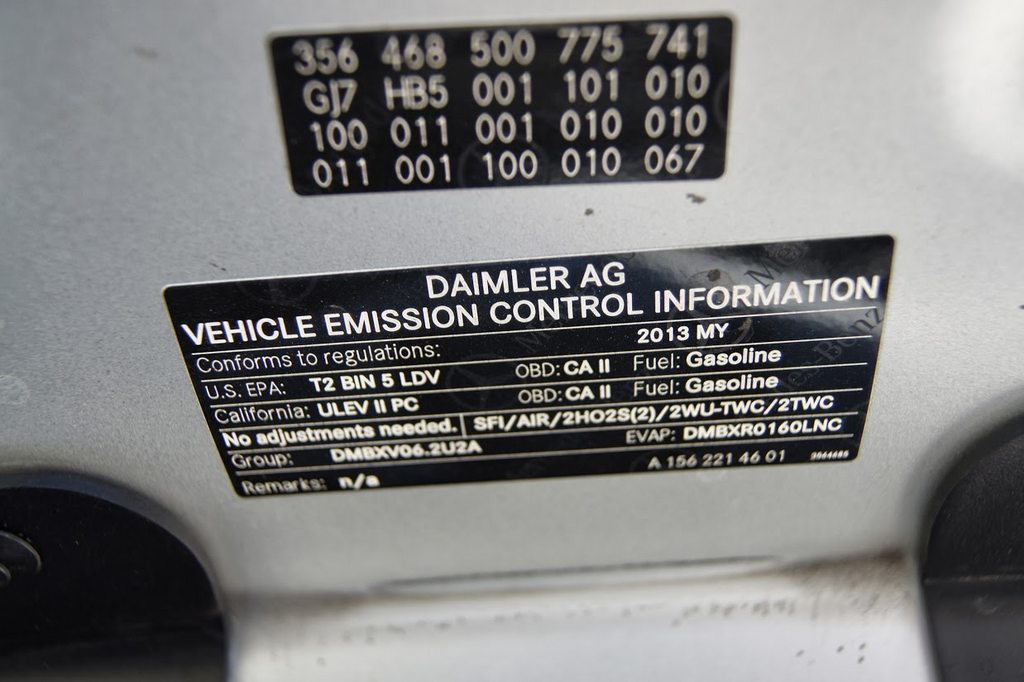 356 468 500 775 741
GJ7 HB5 001 101 010
100 011 001 010 010
011 001 100 010 067
DAIMLER AG
VEHICLE EMISSION CONTROL INFORMATION
Conforms to regulations: 2013 MY
U.S. EPA: T2 BIN 5 LDV OBD: CA II Fuel: Gasoline
California: ULEV II PC OBD: CA II Fuel: Gasoline
No adjustments needed. SFI/AIR/2HO2S(2)/2WU-TWC/2TWC
Group: DMBXV06.2U2A EVAP: DMBXR0160LNC
Remarks: n/a A 156 221 46 01